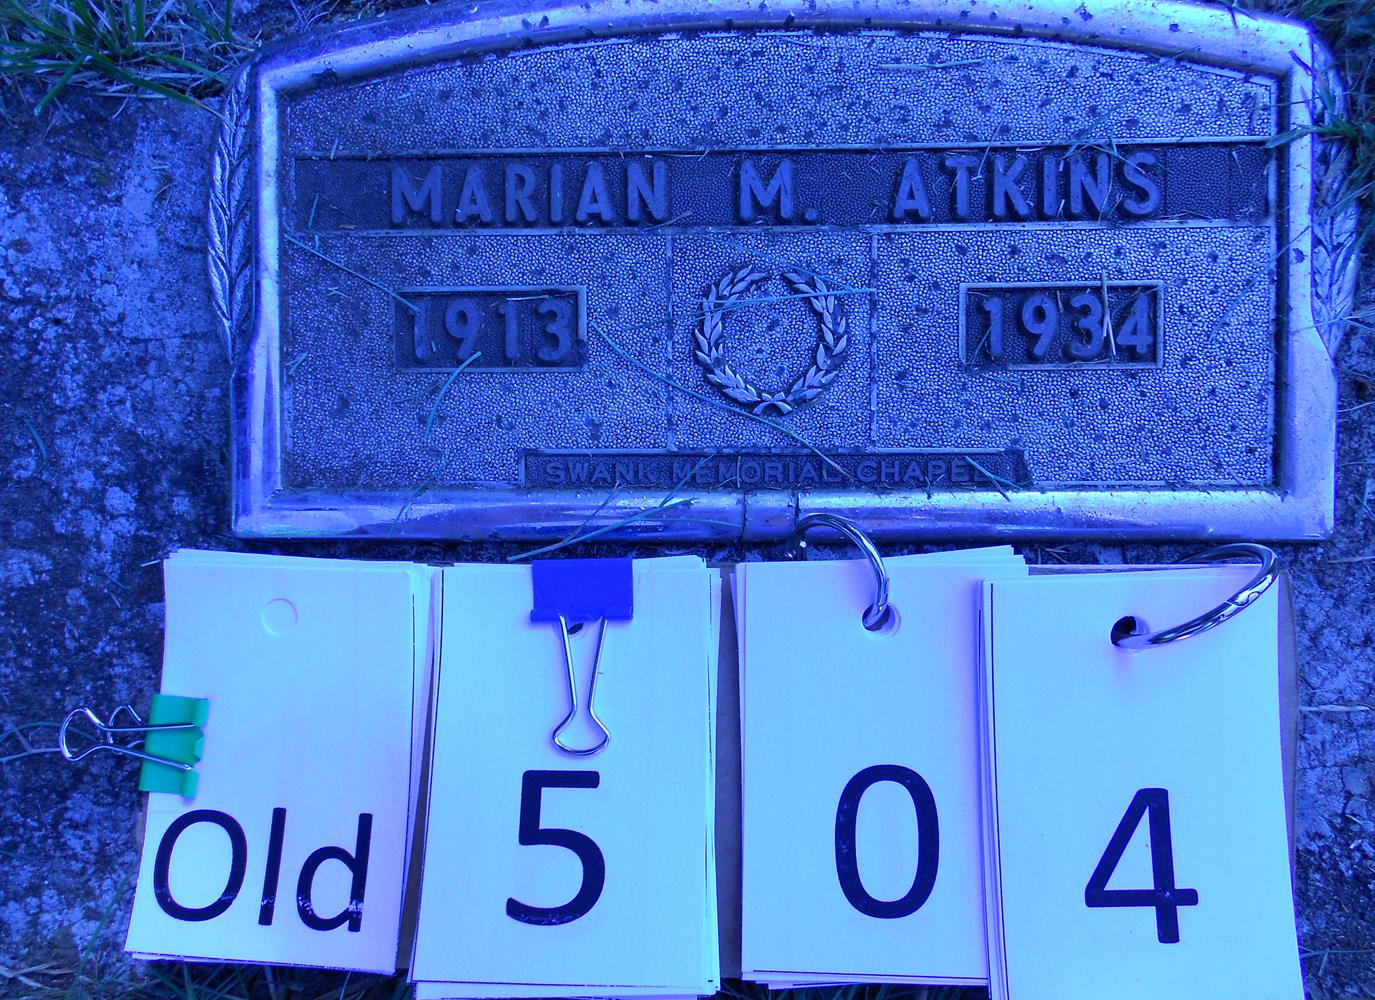 MARIAN M. ATKINS
1913 1934
SWANK MEMORIAL CHAPEL
Old 5 0 4